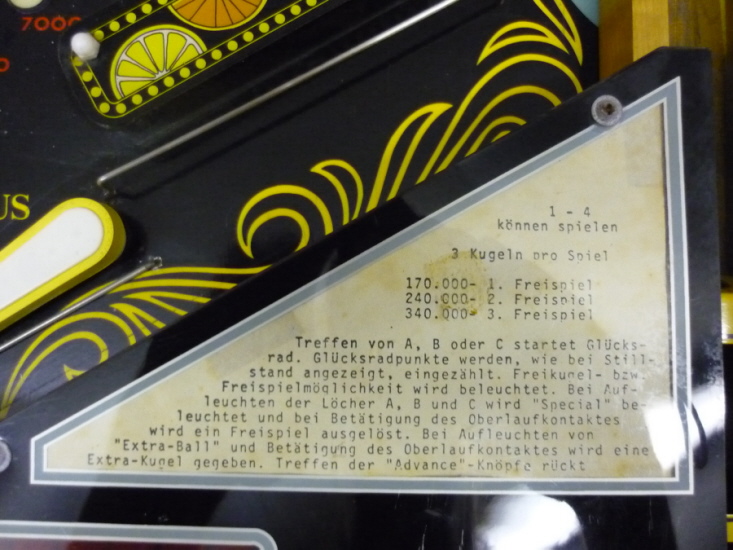 7000
0
US
1 - 4
können spielen
3 Kugeln pro Spiel
170.000- 1. Freispiel
240.000- 2. Freispiel
340.000- 3. Freispiel
Treffen von A, B oder C startet Glücks-
rad. Glücksradpunkte werden, wie bei Still-
stand angezeigt, eingezählt. Freikugel- bzw.
Freispielmöglichkeit wird beleuchtet. Bei Auf-
leuchten der Löcher A, B und C wird "Special" be-
leuchtet und bei Betätigung des Oberlaufkontaktes
wird ein Freispiel ausgelöst. Bei Aufleuchten von
"Extra-Ball" und Betätigung des Oberlaufkontaktes wird eine
Extra-Kugel gegeben. Treffen der "Advance"-Knöpfe rückt